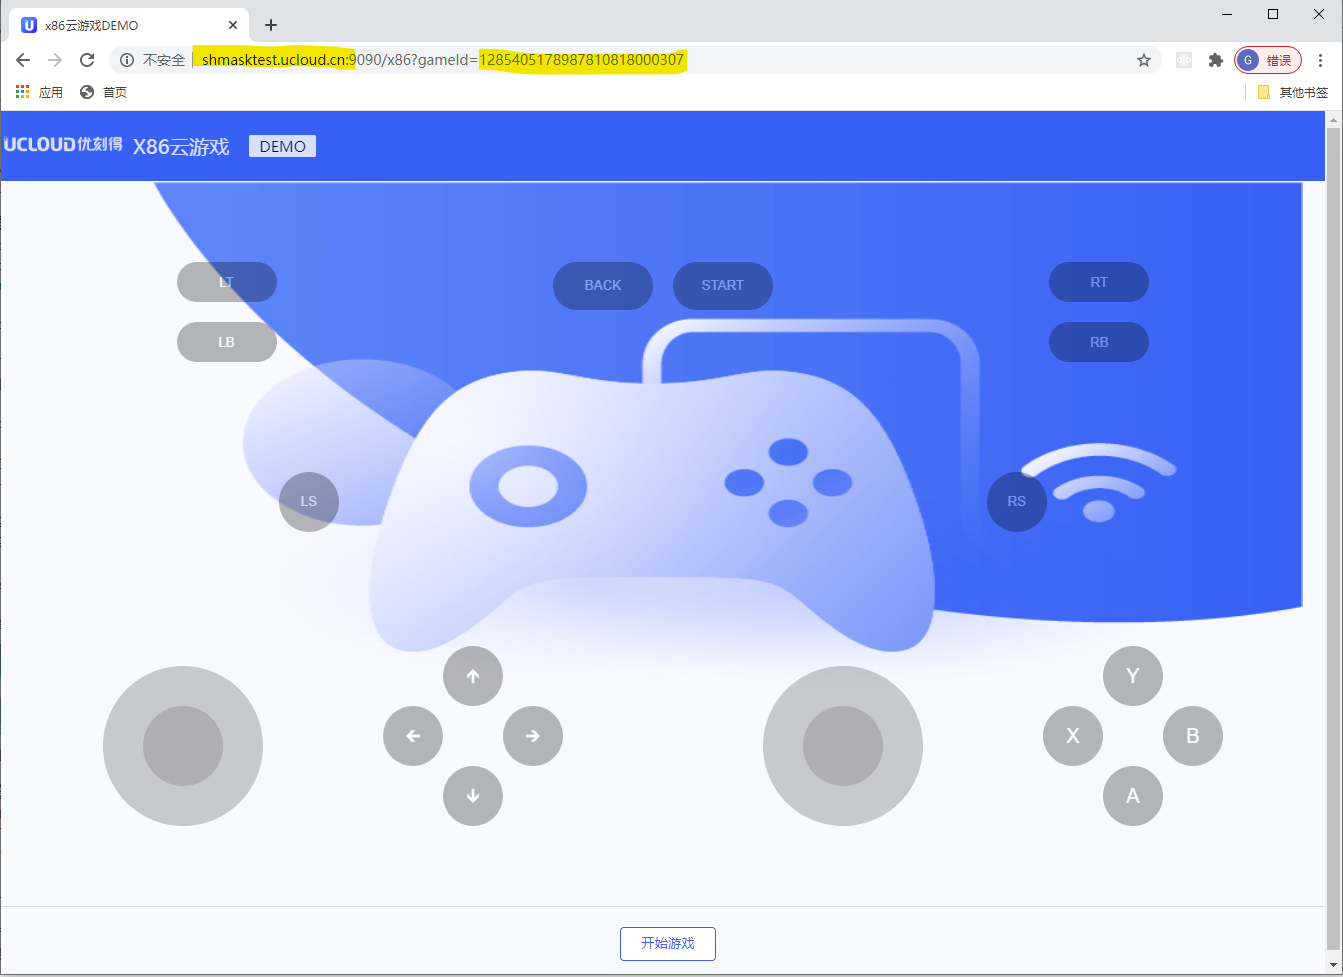 x86云游戏DEMO
不安全 | shmasktest.ucloud.cn:9090/x86?gameId=1285405178987810818000307
G 错误
应用 首页 其他书签
UCLOUD优刻得 X86云游戏 DEMO
LT BACK START RT
LB RB
LS RS
Y
X B
A
开始游戏